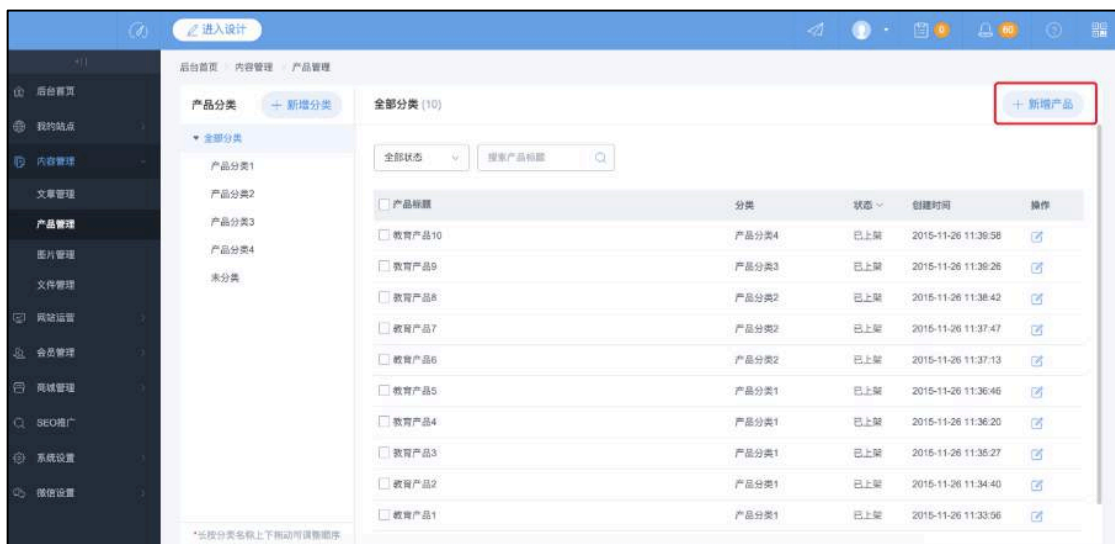 进入设计
0
60
后台首页 内容管理 产品管理
后台首页
我的站点
内容管理
文章管理
产品管理
图片管理
文件管理
网站运营
会员管理
商城管理
SEO推广
系统设置
微信设置
产品分类 + 新增分类
全部分类
产品分类1
产品分类2
产品分类3
产品分类4
未分类
*长按分类名称上下拖动可调整顺序
全部分类 (10) + 新增产品
全部状态 搜索产品标题
产品标题 分类 状态 创建时间 操作
教育产品10 产品分类4 已上架 2015-11-26 11:39:58
教育产品9 产品分类3 已上架 2015-11-26 11:39:26
教育产品8 产品分类2 已上架 2015-11-26 11:38:42
教育产品7 产品分类2 已上架 2015-11-26 11:37:47
教育产品6 产品分类2 已上架 2015-11-26 11:37:13
教育产品5 产品分类1 已上架 2015-11-26 11:36:46
教育产品4 产品分类1 已上架 2015-11-26 11:36:20
教育产品3 产品分类1 已上架 2015-11-26 11:35:27
教育产品2 产品分类1 已上架 2015-11-26 11:34:40
教育产品1 产品分类1 已上架 2015-11-26 11:33:56